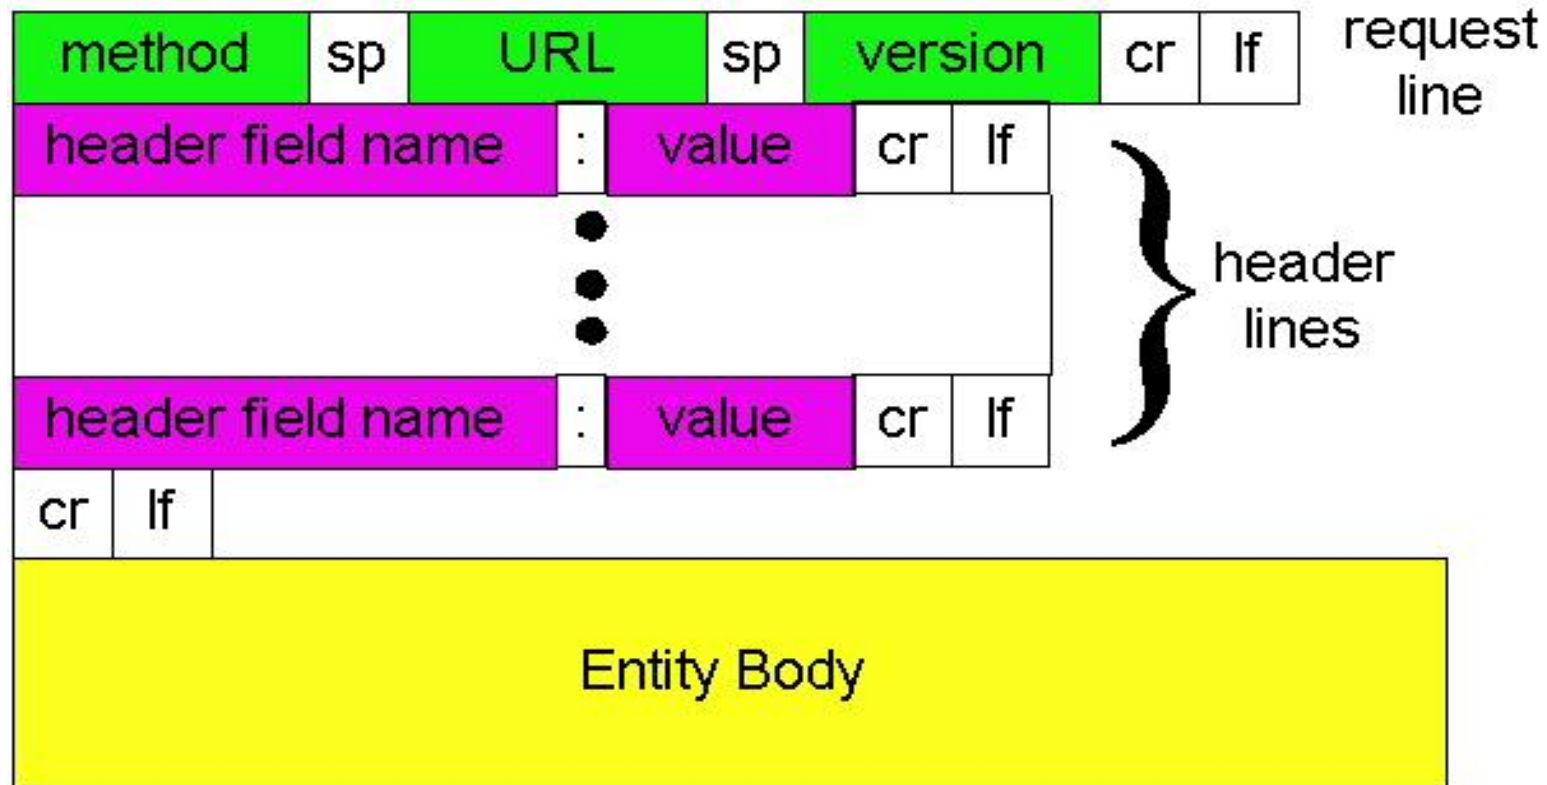 method sp URL sp version cr lf
request
line
header field name : value cr lf
header
lines
header field name : value cr lf
cr lf
Entity Body